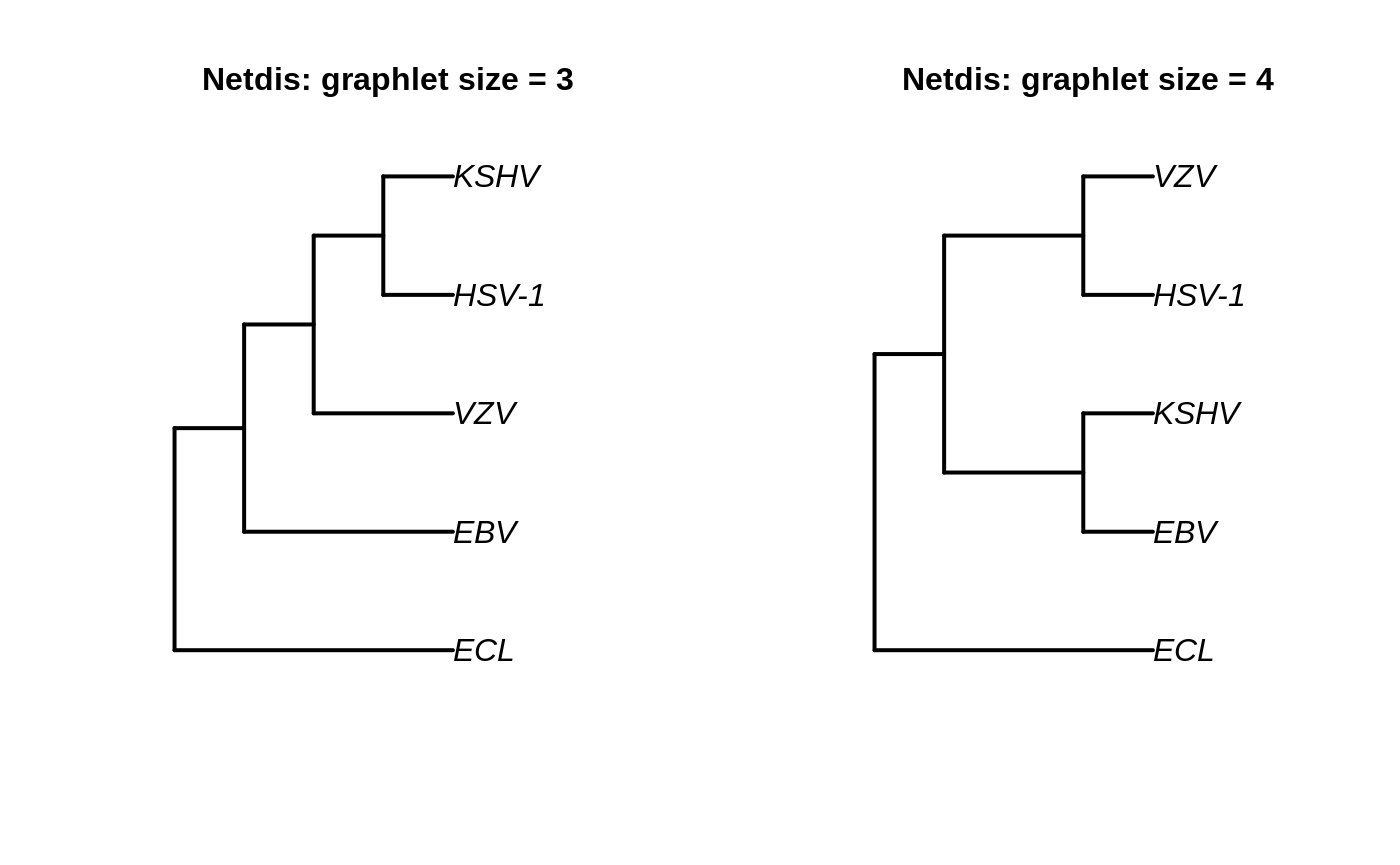 Netdis: graphlet size = 3
KSHV
HSV-1
VZV
EBV
ECL
Netdis: graphlet size = 4
VZV
HSV-1
KSHV
EBV
ECL